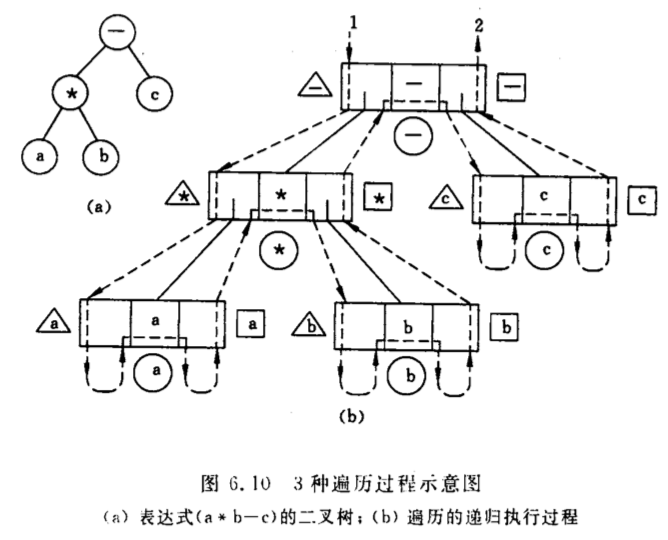 1 2
—
— — —
—
* c
* * * c c c
a b
(a)
* c
a a a b b b
a b
(b)
图 6.10 3种遍历过程示意图
(a) 表达式(a*b—c)的二叉树；(b) 遍历的递归执行过程